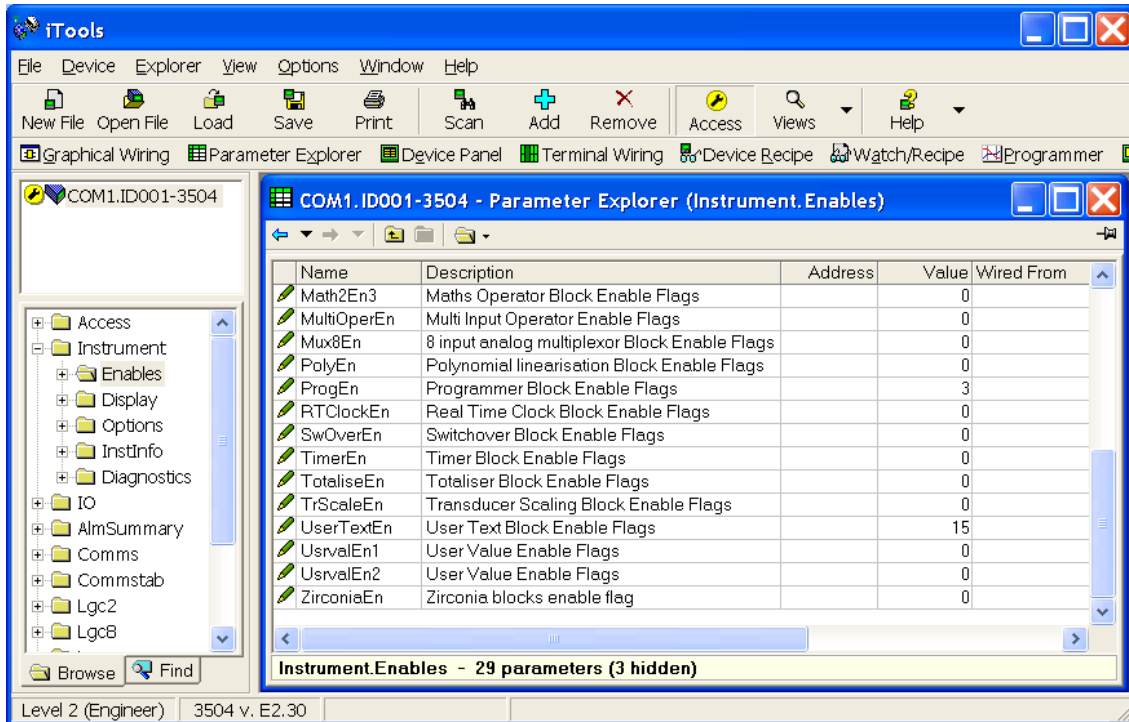 iTools
File Device Explorer View Options Window Help
New File Open File Load Save Print Scan Add Remove Access Views Help
Graphical Wiring Parameter Explorer Device Panel Terminal Wiring Device Recipe Watch/Recipe Programmer
COM1.ID001-3504
COM1.ID001-3504 - Parameter Explorer (Instrument.Enables)
Name Description Address Value Wired From
Math2En3 Maths Operator Block Enable Flags 0
MultiOperEn Multi Input Operator Enable Flags 0
Mux8En 8 input analog multiplexor Block Enable Flags 0
PolyEn Polynomial linearisation Block Enable Flags 0
ProgEn Programmer Block Enable Flags 3
RTClockEn Real Time Clock Block Enable Flags 0
SwOverEn Switchover Block Enable Flags 0
TimerEn Timer Block Enable Flags 0
TotaliseEn Totaliser Block Enable Flags 0
TrScaleEn Transducer Scaling Block Enable Flags 0
UserTextEn User Text Block Enable Flags 15
UsrvalEn1 User Value Enable Flags 0
UsrvalEn2 User Value Enable Flags 0
ZirconiaEn Zirconia blocks enable flag 0
Instrument.Enables - 29 parameters (3 hidden)
Access
Instrument
Enables
Display
Options
InstInfo
Diagnostics
IO
AlmSummary
Comms
Commstab
Lgc2
Lgc8
Browse Find
Level 2 (Engineer) 3504 v. E2.30